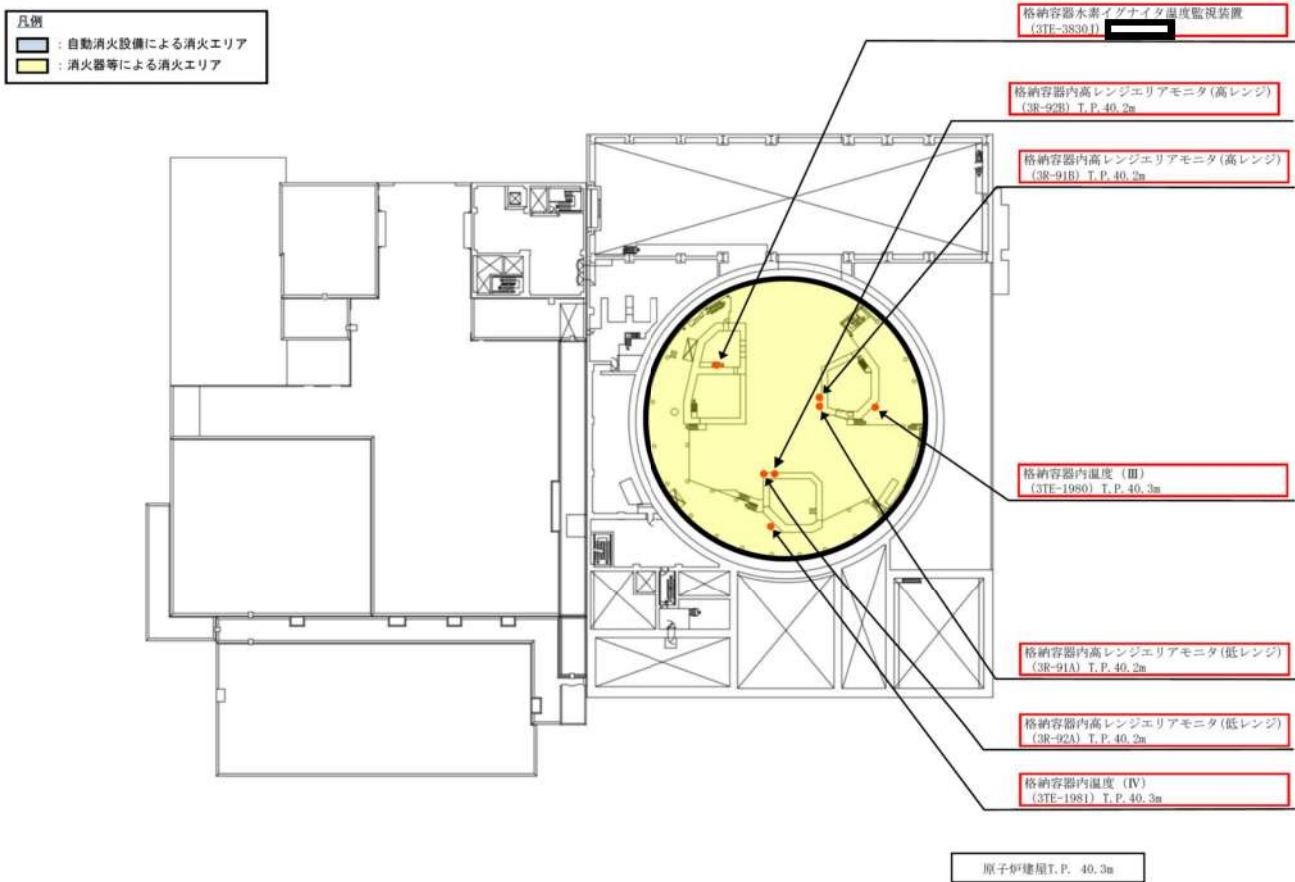 凡例
：自動消火設備による消火エリア
：消火器等による消火エリア
格納容器水素イグナイタ温度監視装置
(3TE-3830J)
格納容器内高レンジエリアモニタ(高レンジ)
(3R-92B) T.P.40.2m
格納容器内高レンジエリアモニタ(高レンジ)
(3R-91B) T.P.40.2m
格納容器内温度（Ⅲ）
(3TE-1980) T.P.40.3m
格納容器内高レンジエリアモニタ(低レンジ)
(3R-91A) T.P.40.2m
格納容器内高レンジエリアモニタ(低レンジ)
(3R-92A) T.P.40.2m
格納容器内温度（Ⅳ）
(3TE-1981) T.P.40.3m
原子炉建屋T.P. 40.3m